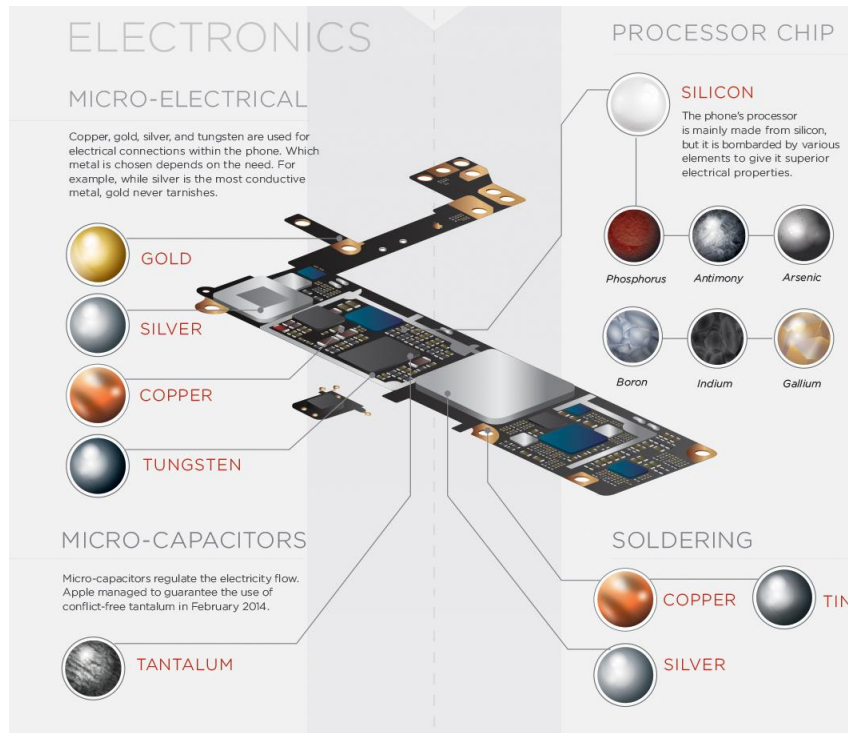 ELECTRONICS
MICRO-ELECTRICAL
Copper, gold, silver, and tungsten are used for
electrical connections within the phone. Which
metal is chosen depends on the need. For
example, while silver is the most conductive
metal, gold never tarnishes.
GOLD
SILVER
COPPER
TUNGSTEN
MICRO-CAPACITORS
Micro-capacitors regulate the electricity flow.
Apple managed to guarantee the use of
conflict-free tantalum in February 2014.
TANTALUM
PROCESSOR CHIP
SILICON
The phone's processor
is mainly made from silicon,
but it is bombarded by various
elements to give it superior
electrical properties.
Phosphorus Antimony Arsenic
Boron Indium Gallium
SOLDERING
COPPER TIN
SILVER